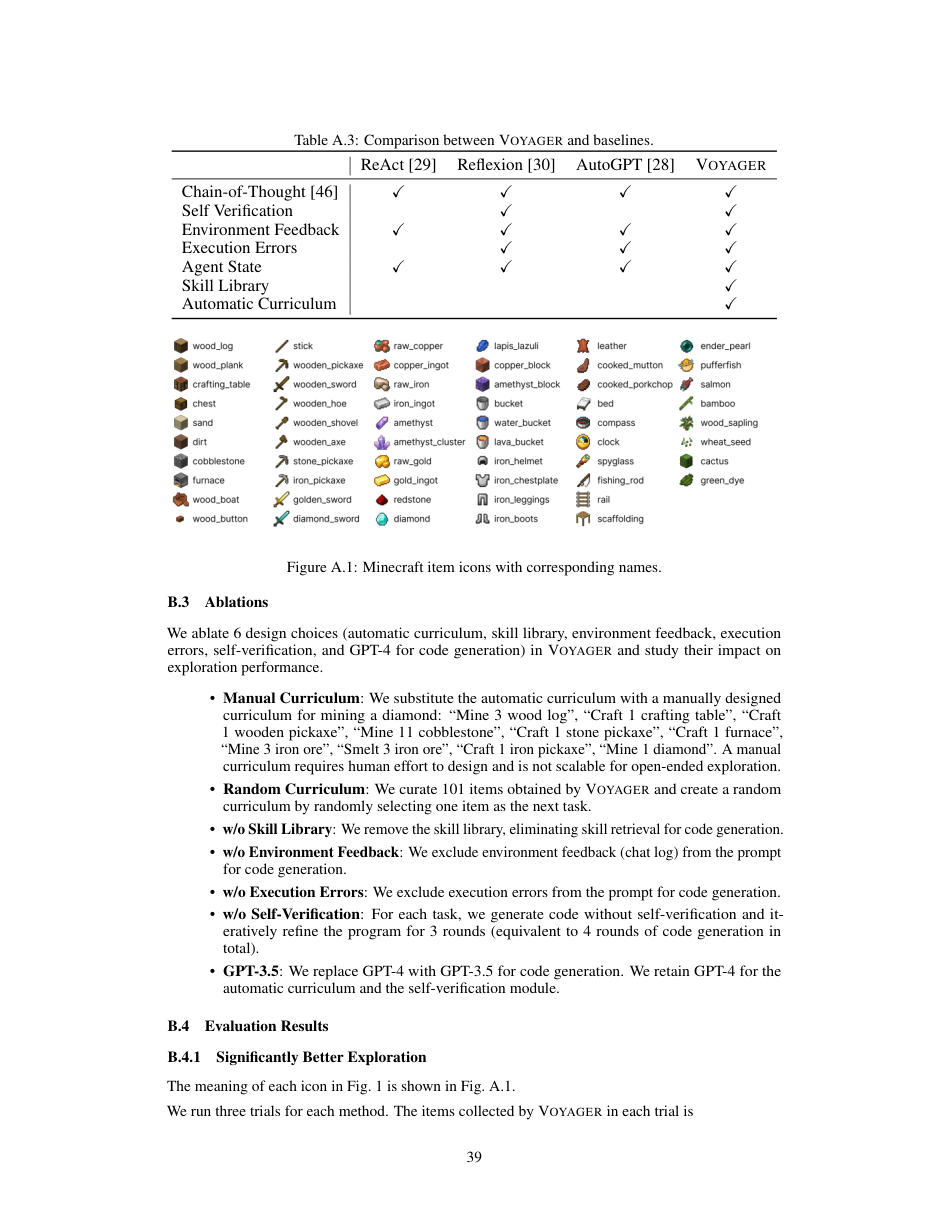 Table A.3: Comparison between VOYAGER and baselines.
ReAct [29] Reflexion [30] AutoGPT [28] VOYAGER
Chain-of-Thought [46] ✓ ✓ ✓ ✓
Self Verification ✓ ✓
Environment Feedback ✓ ✓ ✓ ✓
Execution Errors ✓ ✓ ✓
Agent State ✓ ✓ ✓ ✓
Skill Library ✓
Automatic Curriculum ✓
wood_log stick raw_copper lapis_lazuli leather ender_pearl
wood_plank wooden_pickaxe copper_ingot copper_block cooked_mutton pufferfish
crafting_table wooden_sword raw_iron amethyst_block cooked_porkchop salmon
chest wooden_hoe iron_ingot bucket bed bamboo
sand wooden_shovel amethyst water_bucket compass wood_sapling
dirt wooden_axe amethyst_cluster lava_bucket clock wheat_seed
cobblestone stone_pickaxe raw_gold iron_helmet spyglass cactus
furnace iron_pickaxe gold_ingot iron_chestplate fishing_rod green_dye
wood_boat golden_sword redstone iron_leggings rail
wood_button diamond_sword diamond iron_boots scaffolding
Figure A.1: Minecraft item icons with corresponding names.
B.3 Ablations
We ablate 6 design choices (automatic curriculum, skill library, environment feedback, execution
errors, self-verification, and GPT-4 for code generation) in VOYAGER and study their impact on
exploration performance.
• Manual Curriculum: We substitute the automatic curriculum with a manually designed
curriculum for mining a diamond: “Mine 3 wood log”, “Craft 1 crafting table”, “Craft
1 wooden pickaxe”, “Mine 11 cobblestone”, “Craft 1 stone pickaxe”, “Craft 1 furnace”,
“Mine 3 iron ore”, “Smelt 3 iron ore”, “Craft 1 iron pickaxe”, “Mine 1 diamond”. A manual
curriculum requires human effort to design and is not scalable for open-ended exploration.
• Random Curriculum: We curate 101 items obtained by VOYAGER and create a random
curriculum by randomly selecting one item as the next task.
• w/o Skill Library: We remove the skill library, eliminating skill retrieval for code generation.
• w/o Environment Feedback: We exclude environment feedback (chat log) from the prompt
for code generation.
• w/o Execution Errors: We exclude execution errors from the prompt for code generation.
• w/o Self-Verification: For each task, we generate code without self-verification and it-
eratively refine the program for 3 rounds (equivalent to 4 rounds of code generation in
total).
• GPT-3.5: We replace GPT-4 with GPT-3.5 for code generation. We retain GPT-4 for the
automatic curriculum and the self-verification module.
B.4 Evaluation Results
B.4.1 Significantly Better Exploration
The meaning of each icon in Fig. 1 is shown in Fig. A.1.
We run three trials for each method. The items collected by VOYAGER in each trial is
39